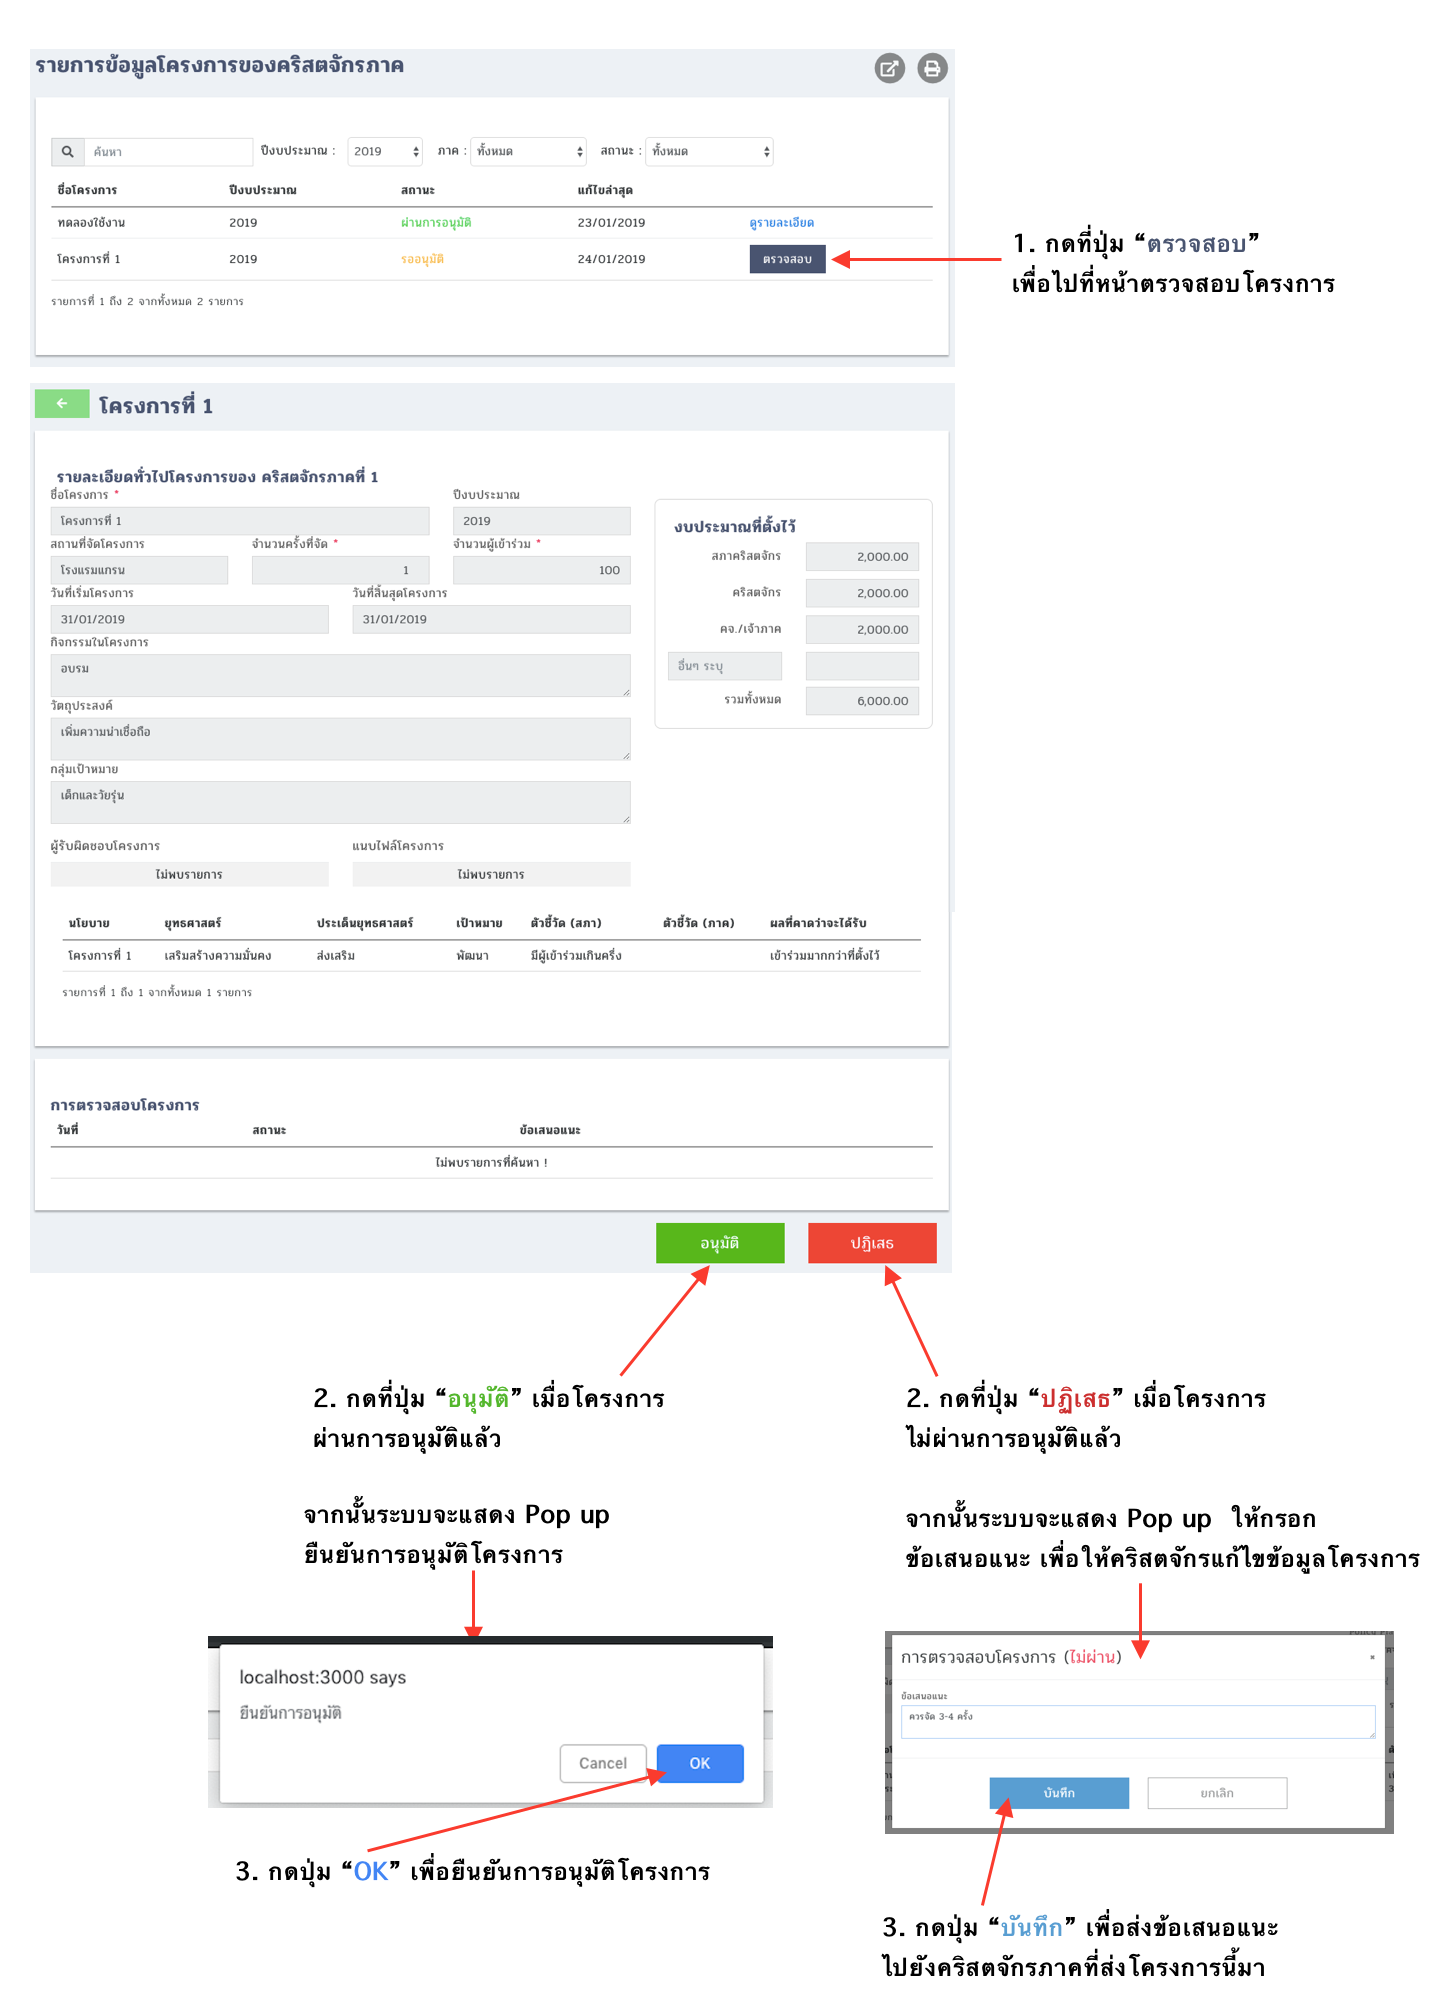 รายการข้อมูลโครงการของคริสตจักรภาค
ค้นหา ปีงบประมาณ : 2019 ภาค : ทั้งหมด สถานะ : ทั้งหมด
ชื่อโครงการ ปีงบประมาณ สถานะ แก้ไขล่าสุด
ทดลองใช้งาน 2019 ผ่านการอนุมัติ 23/01/2019 ดูรายละเอียด
โครงการที่ 1 2019 รออนุมัติ 24/01/2019 ตรวจสอบ
รายการที่ 1 ถึง 2 จากทั้งหมด 2 รายการ
1. กดที่ปุ่ม “ตรวจสอบ”
เพื่อไปที่หน้าตรวจสอบโครงการ
โครงการที่ 1
รายละเอียดทั่วไปโครงการของ คริสตจักรภาคที่ 1
ชื่อโครงการ * ปีงบประมาณ
โครงการที่ 1 2019
สถานที่จัดโครงการ จำนวนครั้งที่จัด * จำนวนผู้เข้าร่วม *
โรงแรมแกรน 1 100
วันที่เริ่มโครงการ วันที่สิ้นสุดโครงการ
31/01/2019 31/01/2019
กิจกรรมในโครงการ
อบรม
วัตถุประสงค์
เพิ่มความน่าเชื่อถือ
กลุ่มเป้าหมาย
เด็กและวัยรุ่น
ผู้รับผิดชอบโครงการ แนบไฟล์โครงการ
ไม่พบรายการ ไม่พบรายการ
งบประมาณที่ตั้งไว้
สภาคริสตจักร 2,000.00
คริสตจักร 2,000.00
คจ./เจ้าภาค 2,000.00
อื่นๆ ระบุ
รวมทั้งหมด 6,000.00
นโยบาย ยุทธศาสตร์ ประเด็นยุทธศาสตร์ เป้าหมาย ตัวชี้วัด (สภา) ตัวชี้วัด (ภาค) ผลที่คาดว่าจะได้รับ
โครงการที่ 1 เสริมสร้างความมั่นคง ส่งเสริม พัฒนา มีผู้เข้าร่วมเกินครึ่ง เข้าร่วมมากกว่าที่ตั้งไว้
รายการที่ 1 ถึง 1 จากทั้งหมด 1 รายการ
การตรวจสอบโครงการ
วันที่ สถานะ ข้อเสนอแนะ
ไม่พบรายการที่ค้นหา !
อนุมัติ ปฏิเสธ
2. กดที่ปุ่ม “อนุมัติ” เมื่อโครงการ
ผ่านการอนุมัติแล้ว
จากนั้นระบบจะแสดง Pop up
ยืนยันการอนุมัติโครงการ
localhost:3000 says
ยืนยันการอนุมัติ
Cancel OK
3. กดปุ่ม “OK” เพื่อยืนยันการอนุมัติโครงการ
2. กดที่ปุ่ม “ปฏิเสธ” เมื่อโครงการ
ไม่ผ่านการอนุมัติแล้ว
จากนั้นระบบจะแสดง Pop up ให้กรอก
ข้อเสนอแนะ เพื่อให้คริสตจักรแก้ไขข้อมูลโครงการ
การตรวจสอบโครงการ (ไม่ผ่าน)
ข้อเสนอแนะ
ควรจัด 3-4 ครั้ง
บันทึก ยกเลิก
3. กดปุ่ม “บันทึก” เพื่อส่งข้อเสนอแนะ
ไปยังคริสตจักรภาคที่ส่งโครงการนี้มา